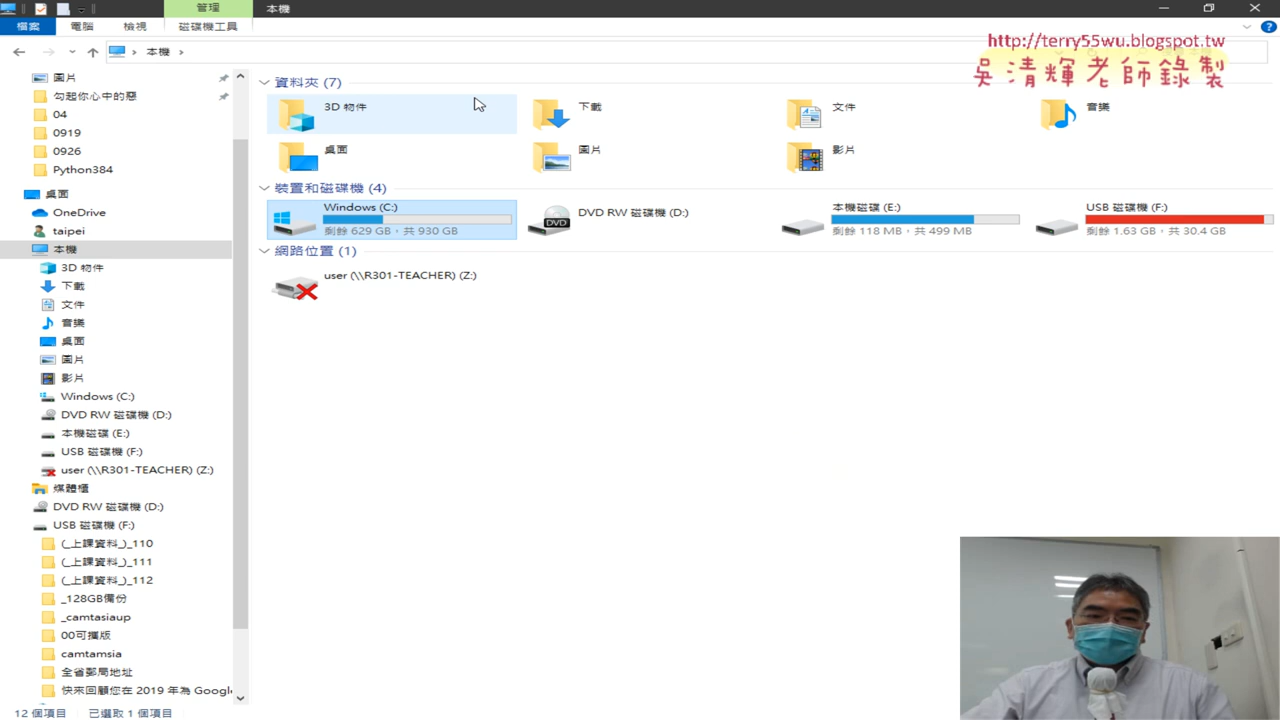 管理
本機
檔案
電腦
檢視
磁碟機工具
本機
http://terry55wu.blogspot.tw
吳清輝老師錄製
圖片
勾起你心中的惡
04
0919
0926
Python384
桌面
OneDrive
taipei
本機
3D 物件
下載
文件
音樂
桌面
圖片
影片
Windows (C:)
DVD RW 磁碟機 (D:)
本機磁碟 (E:)
USB 磁碟機 (F:)
user (\\R301-TEACHER) (Z:)
媒體櫃
DVD RW 磁碟機 (D:)
USB 磁碟機 (F:)
(_上課資料_)_110
(_上課資料_)_111
(_上課資料_)_112
_128GB備份
_camtasiaup
00可攜版
camtamsia
全省郵局地址
快來回顧您在 2019 年為 Google
資料夾 (7)
3D 物件
下載
文件
音樂
桌面
圖片
影片
裝置和磁碟機 (4)
Windows (C:)
剩餘 629 GB，共 930 GB
DVD RW 磁碟機 (D:)
本機磁碟 (E:)
剩餘 118 MB，共 499 MB
USB 磁碟機 (F:)
剩餘 1.63 GB，共 30.4 GB
網路位置 (1)
user (\\R301-TEACHER) (Z:)
12 個項目
已選取 1 個項目